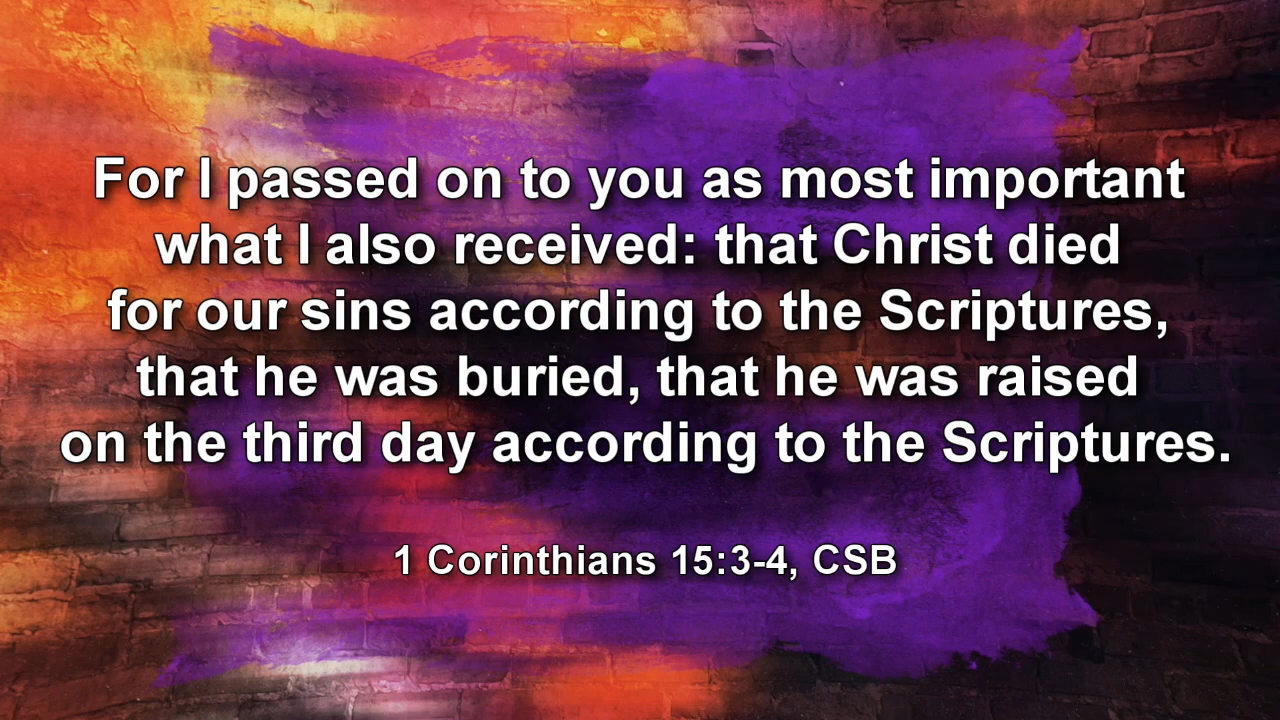 For I passed on to you as most important
what I also received: that Christ died
for our sins according to the Scriptures,
that he was buried, that he was raised
on the third day according to the Scriptures.
1 Corinthians 15:3-4, CSB